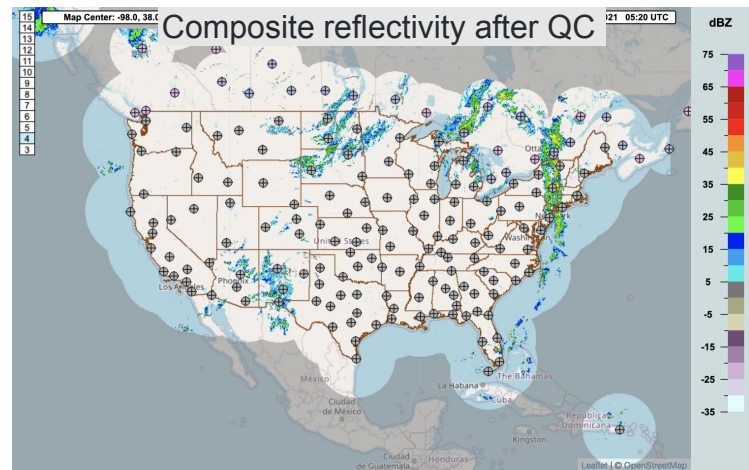 Composite reflectivity after QC
Map Center: -98.0, 38.0
021 05:20 UTC
dBZ
15
14
13
12
11
10
9
8
7
6
5
4
3
75
65
55
45
35
25
15
5
-5
-15
-25
-35
Ottawa
New York
Washington
United States
Los Angeles
Phoenix
México
Ciudad
de México
La Habana
The Bahamas
Cuba
República
Dominicana
Kingston
Ciudad
de Guatemala
Honduras
Leaflet | © OpenStreetMap